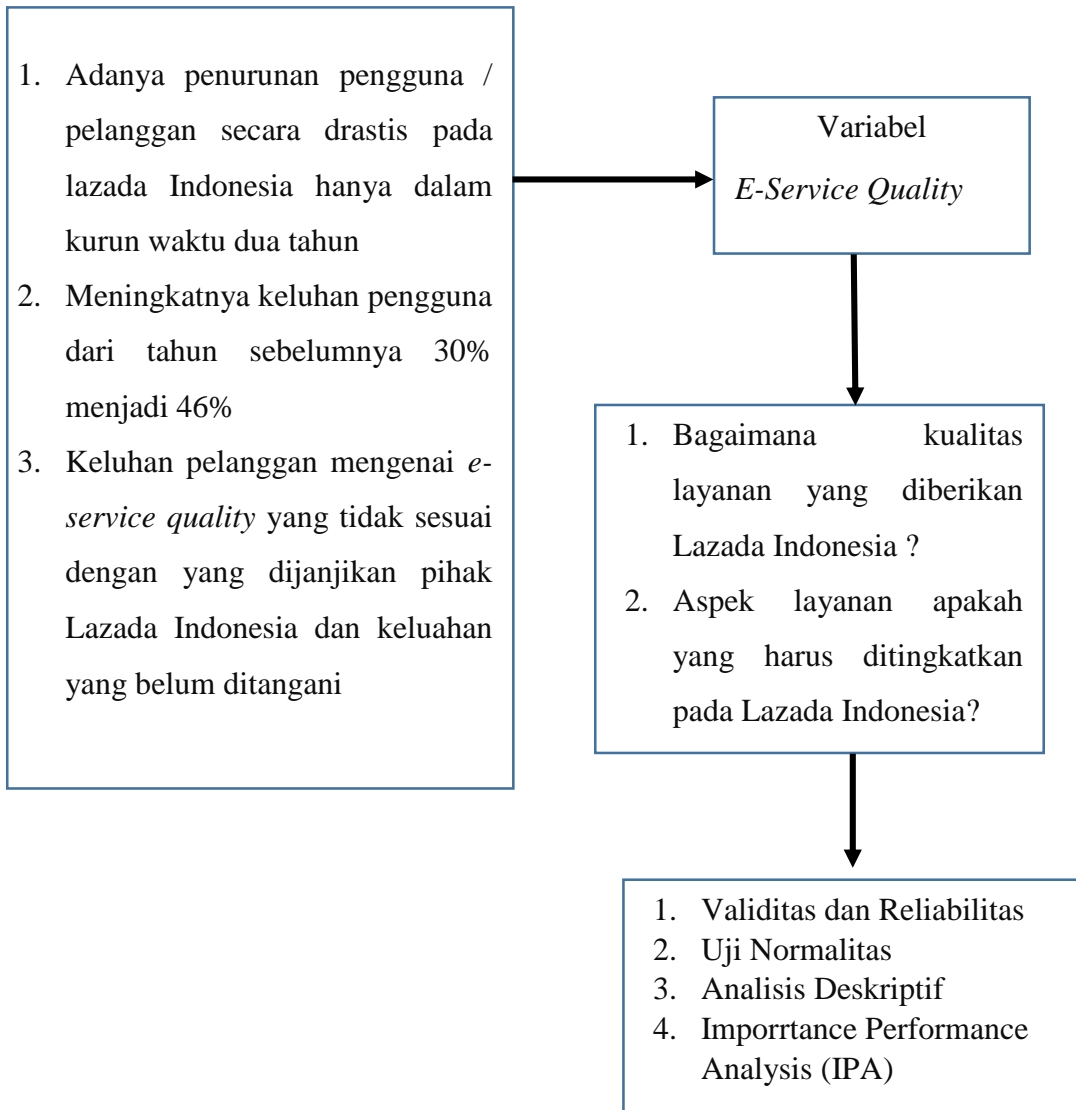 1. Adanya penurunan pengguna /
pelanggan secara drastis pada
lazada Indonesia hanya dalam
kurun waktu dua tahun
2. Meningkatnya keluhan pengguna
dari tahun sebelumnya 30%
menjadi 46%
3. Keluhan pelanggan mengenai e-
service quality yang tidak sesuai
dengan yang dijanjikan pihak
Lazada Indonesia dan keluahan
yang belum ditangani
Variabel
E-Service Quality
1. Bagaimana kualitas
layanan yang diberikan
Lazada Indonesia ?
2. Aspek layanan apakah
yang harus ditingkatkan
pada Lazada Indonesia?
1. Validitas dan Reliabilitas
2. Uji Normalitas
3. Analisis Deskriptif
4. Imporrtance Performance
Analysis (IPA)